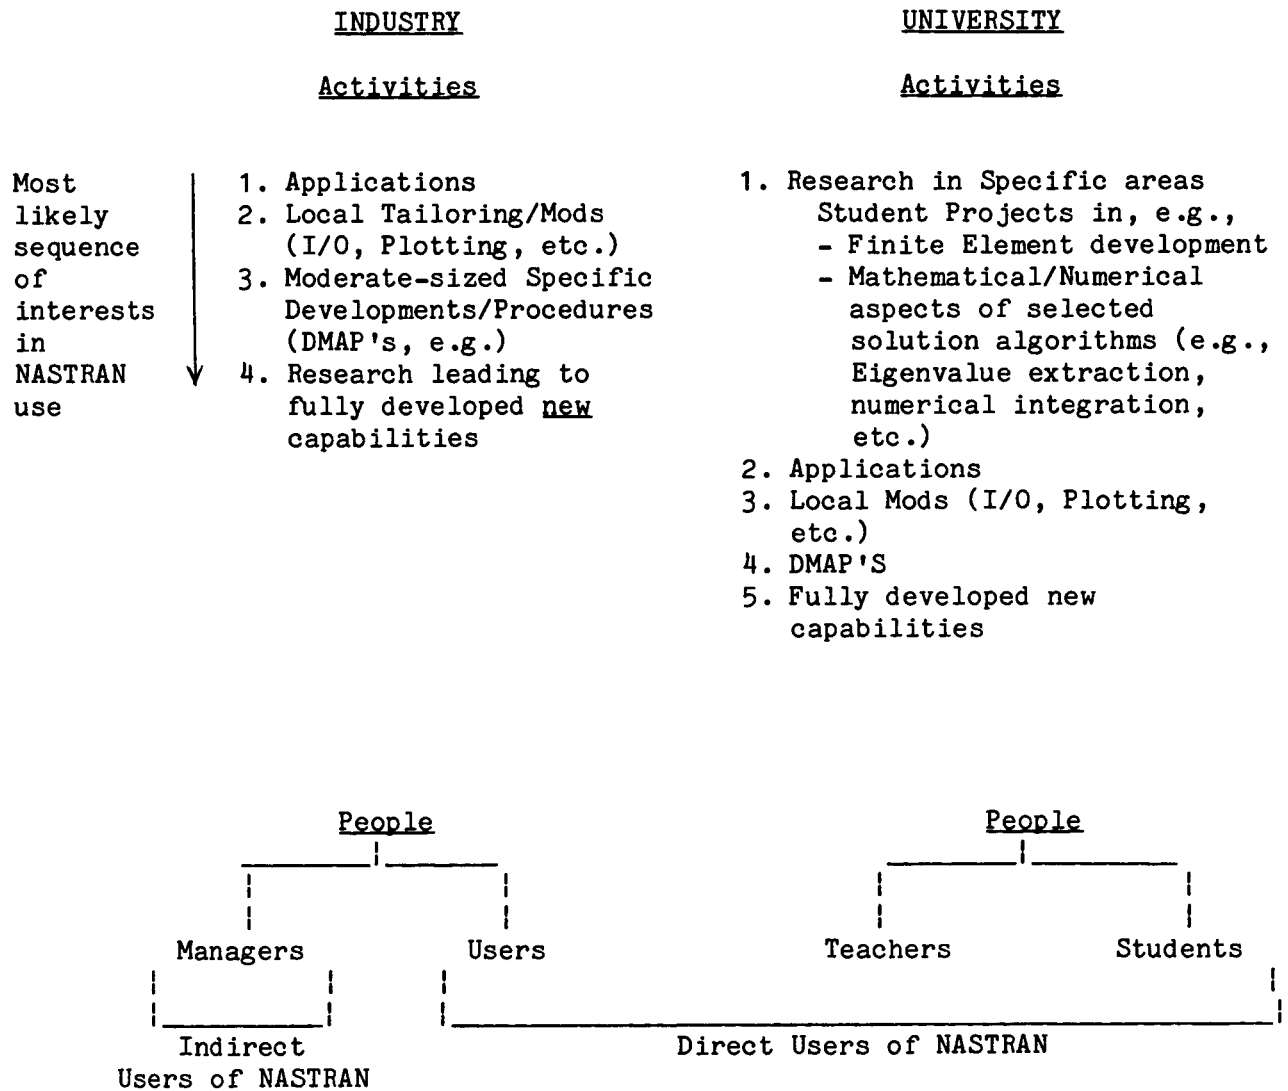 INDUSTRY
Activities
Most
likely
sequence
of
interests
in
NASTRAN
use
1. Applications
2. Local Tailoring/Mods
(I/O, Plotting, etc.)
3. Moderate-sized Specific
Developments/Procedures
(DMAP's, e.g.)
4. Research leading to
fully developed new
capabilities
UNIVERSITY
Activities
1. Research in Specific areas
Student Projects in, e.g.,
- Finite Element development
- Mathematical/Numerical
aspects of selected
solution algorithms (e.g.,
Eigenvalue extraction,
numerical integration,
etc.)
2. Applications
3. Local Mods (I/O, Plotting,
etc.)
4. DMAP'S
5. Fully developed new
capabilities
People
Managers
Users
People
Teachers
Students
Indirect
Users of NASTRAN
Direct Users of NASTRAN